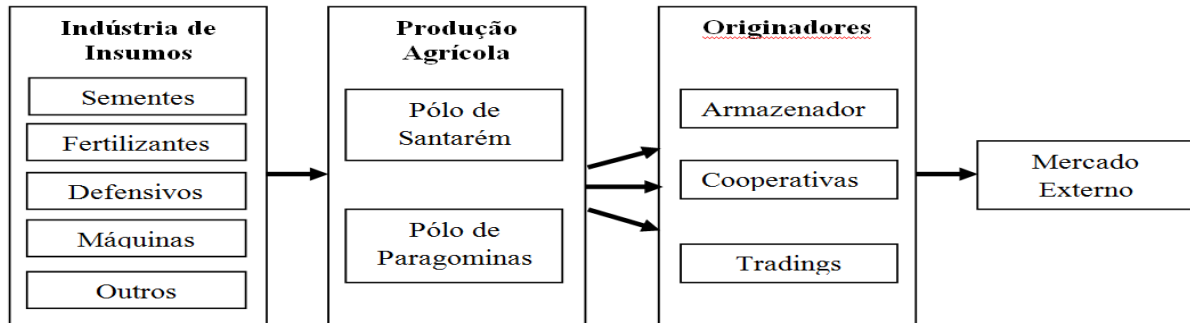 Indústria de
Insumos
Sementes
Fertilizantes
Defensivos
Máquinas
Outros
Produção
Agrícola
Pólo de
Santarém
Pólo de
Paragominas
Originadores
Armazenador
Cooperativas
Tradings
Mercado
Externo